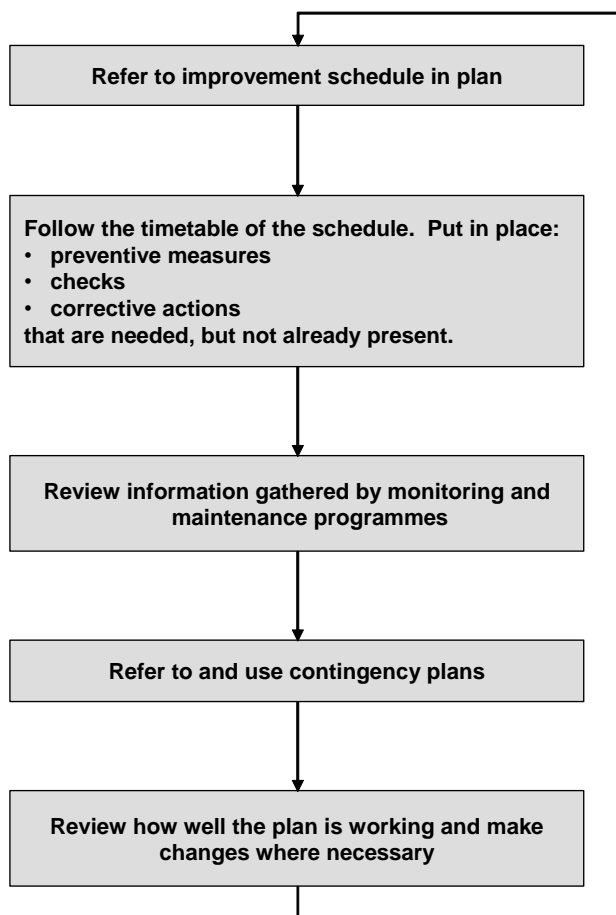 Refer to improvement schedule in plan
Follow the timetable of the schedule.  Put in place:
• preventive measures
• checks
• corrective actions
that are needed, but not already present.
Review information gathered by monitoring and
maintenance programmes
Refer to and use contingency plans
Review how well the plan is working and make
changes where necessary